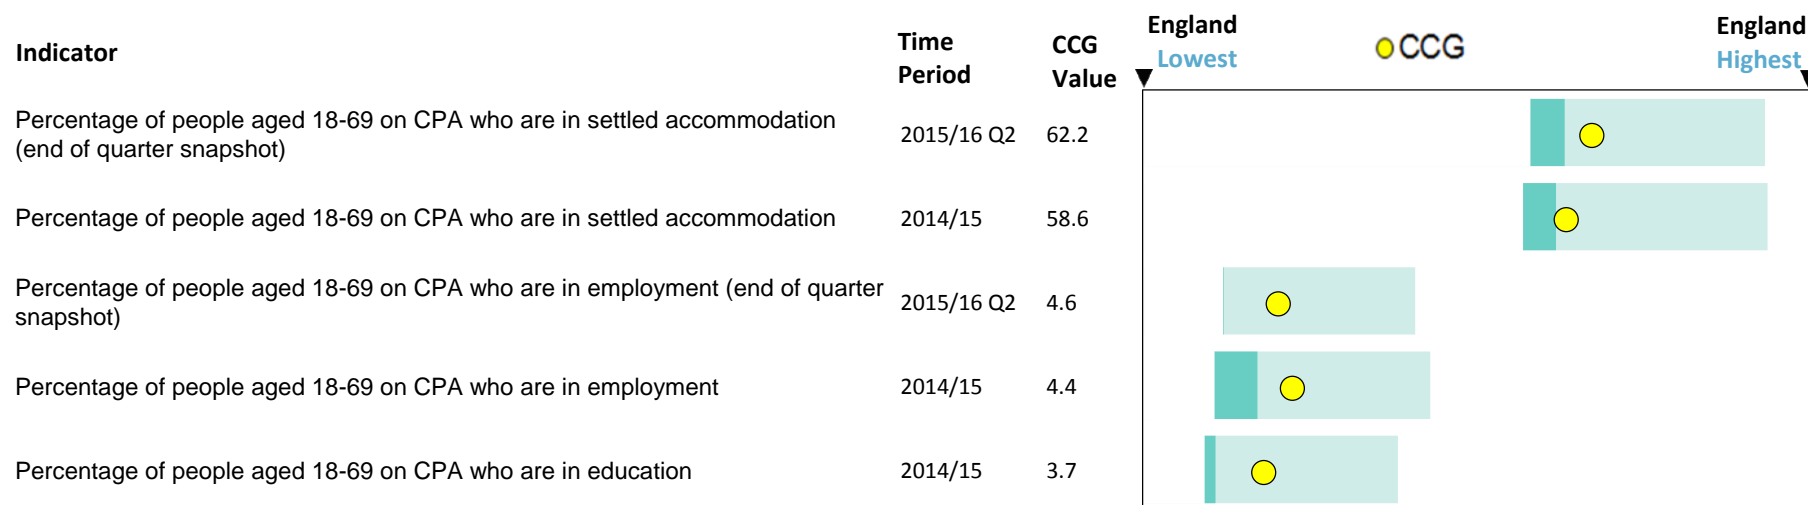 Indicator
Time
Period
CCG
Value
England
Lowest
CCG
England
Highest
Percentage of people aged 18-69 on CPA who are in settled accommodation
(end of quarter snapshot)
2015/16 Q2
62.2
Percentage of people aged 18-69 on CPA who are in settled accommodation
2014/15
58.6
Percentage of people aged 18-69 on CPA who are in employment (end of quarter
snapshot)
2015/16 Q2
4.6
Percentage of people aged 18-69 on CPA who are in employment
2014/15
4.4
Percentage of people aged 18-69 on CPA who are in education
2014/15
3.7